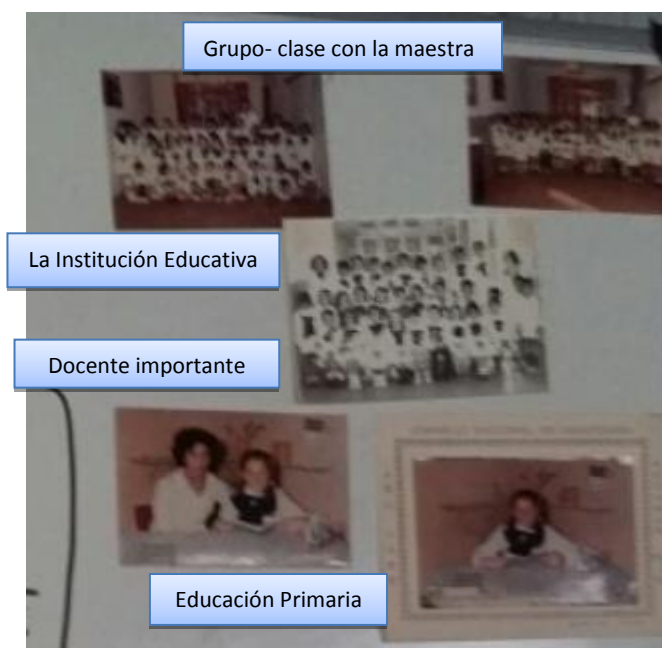 Grupo- clase con la maestra
La Institución Educativa
Docente importante
Educación Primaria